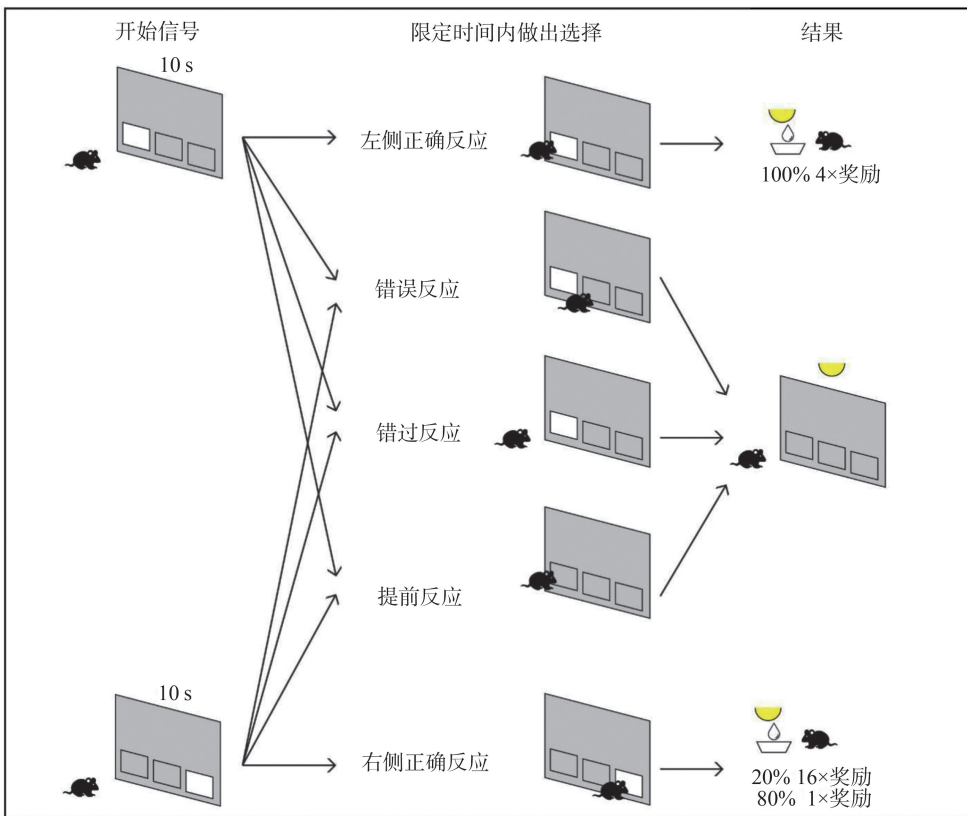 开始信号
限定时间内做出选择
结果
10 s
左侧正确反应
100% 4×奖励
错误反应
错过反应
提前反应
10 s
右侧正确反应
20% 16×奖励
80% 1×奖励